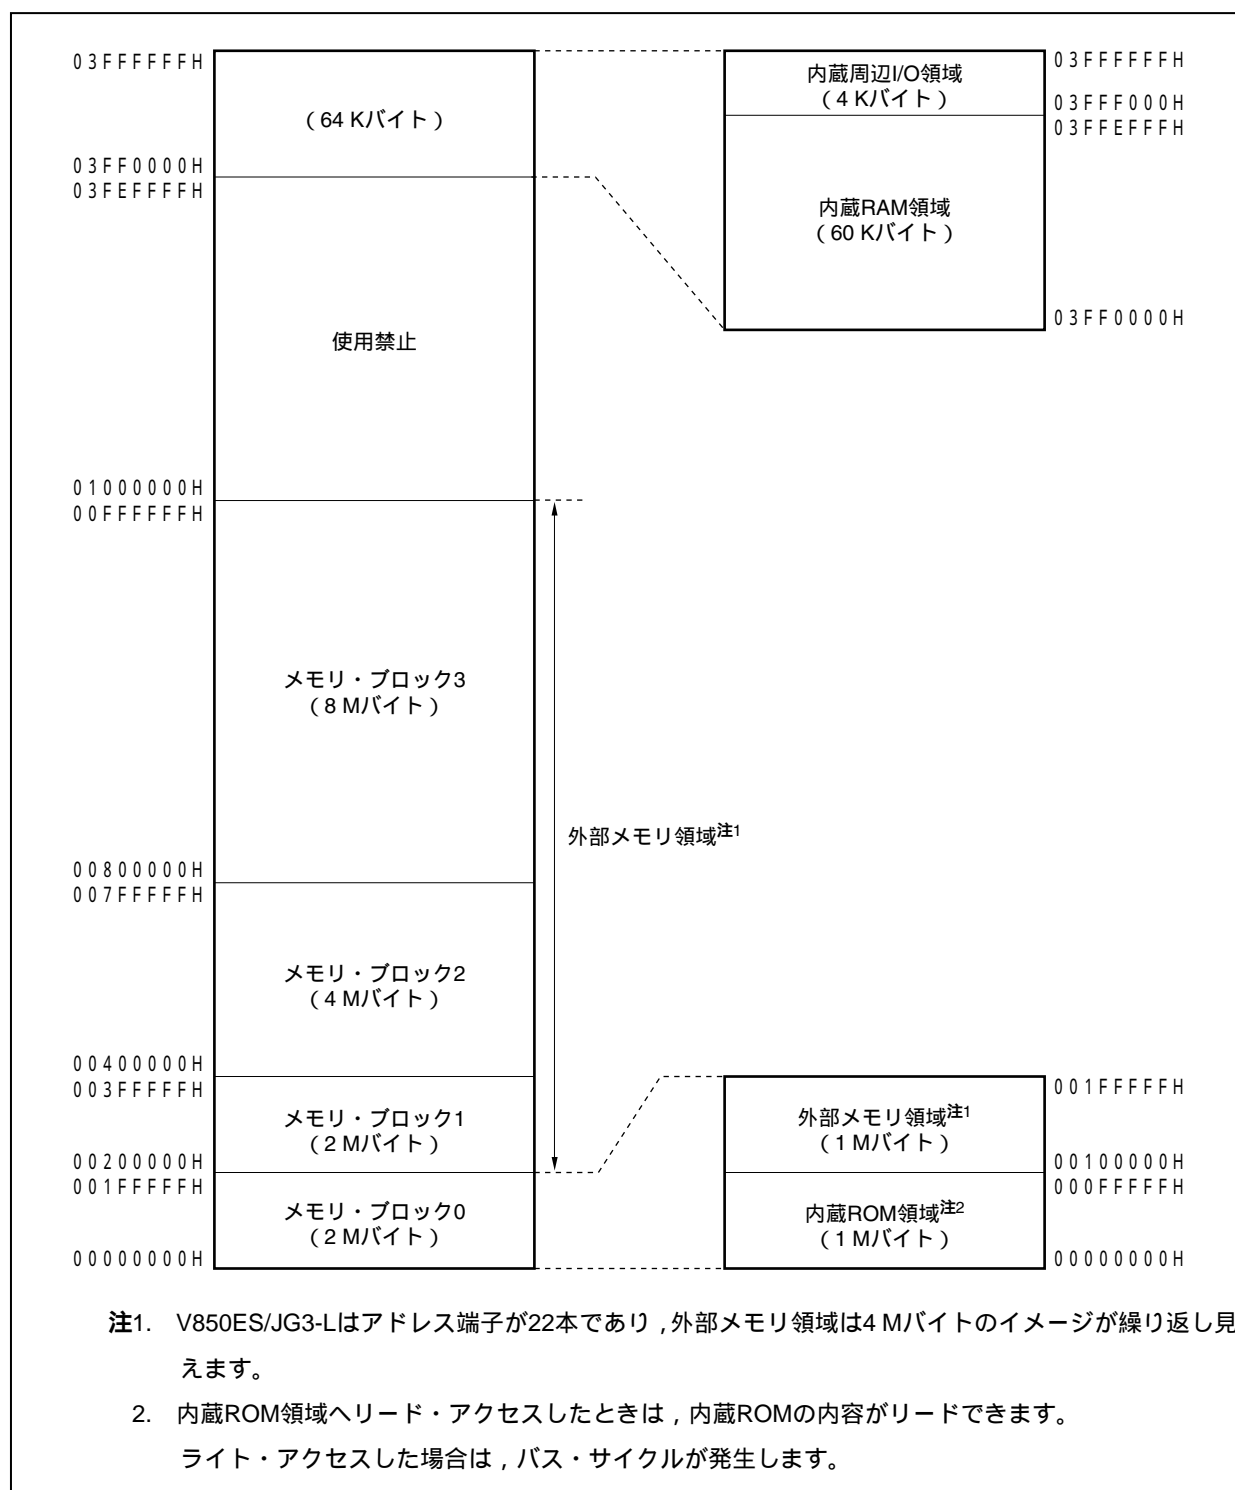 03FFFFFFH
（64 Kバイト）
03FF0000H
03FEFFFFH
使用禁止
01000000H
00FFFFFFH
メモリ・ブロック3
（8 Mバイト）
00800000H
007FFFFFH
メモリ・ブロック2
（4 Mバイト）
00400000H
003FFFFFH
メモリ・ブロック1
（2 Mバイト）
00200000H
001FFFFFH
メモリ・ブロック0
（2 Mバイト）
00000000H
外部メモリ領域注1
03FFFFFFH
内蔵周辺I/O領域
（4 Kバイト）
03FFF000H
03FFEFFFH
内蔵RAM領域
（60 Kバイト）
03FF0000H
001FFFFFH
外部メモリ領域注1
（1 Mバイト）
00100000H
000FFFFFH
内蔵ROM領域注2
（1 Mバイト）
00000000H
注1. V850ES/JG3-Lはアドレス端子が22本であり，外部メモリ領域は4 Mバイトのイメージが繰り返し見
えます。
2. 内蔵ROM領域へリード・アクセスしたときは，内蔵ROMの内容がリードできます。
ライト・アクセスした場合は，バス・サイクルが発生します。